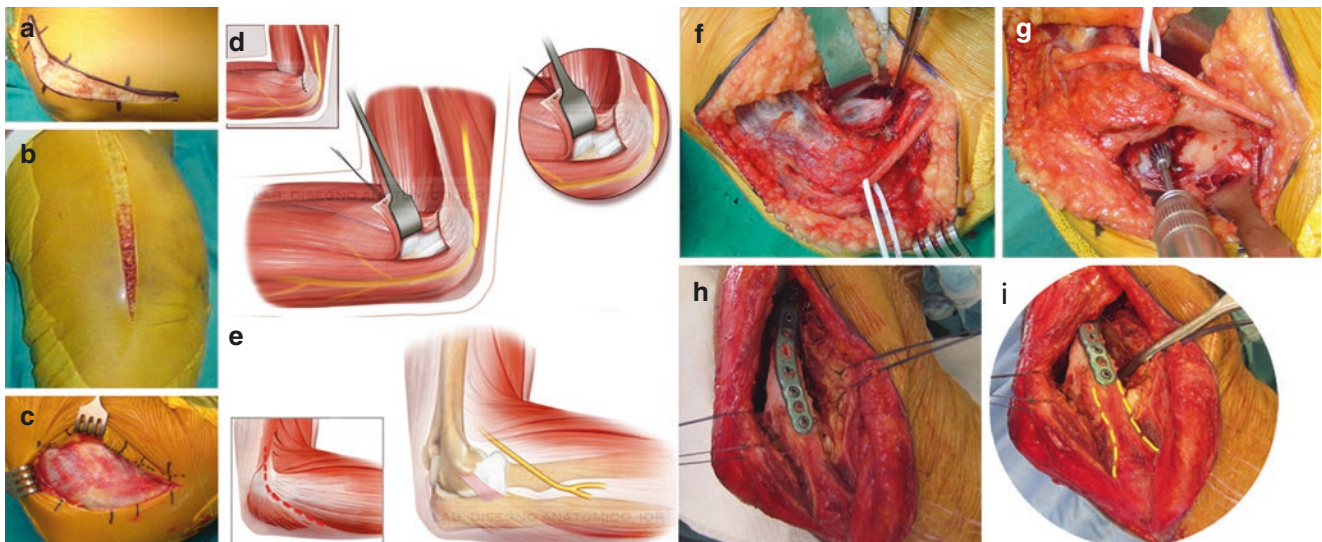 a
b
c
d
LAB. DISEGNO ANATOMICO IOR
e
LAB. DISEGNO ANATOMICO IOR
f
g
h
i